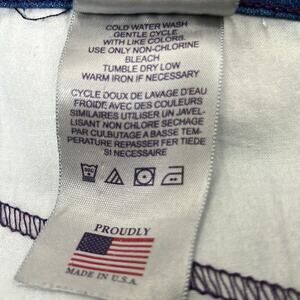 COLD WATER WASH
GENTLE CYCLE
WITH LIKE COLORS.
USE ONLY NON-CHLORINE
BLEACH
TUMBLE DRY LOW
WARM IRON IF NECESSARY
CYCLE DOUX DE LAVAGE D'EAU
FROIDE AVEC DES COULEURS
SIMILAIRES UTILISER UN JAVEL-
LISANT NON CHLORE SECHAGE
PAR CULBUTAGE A BASSE TEM-
PERATURE REPASSER FER TIEDE
SI NECESSAIRE
PROUDLY
MADE IN U.S.A.